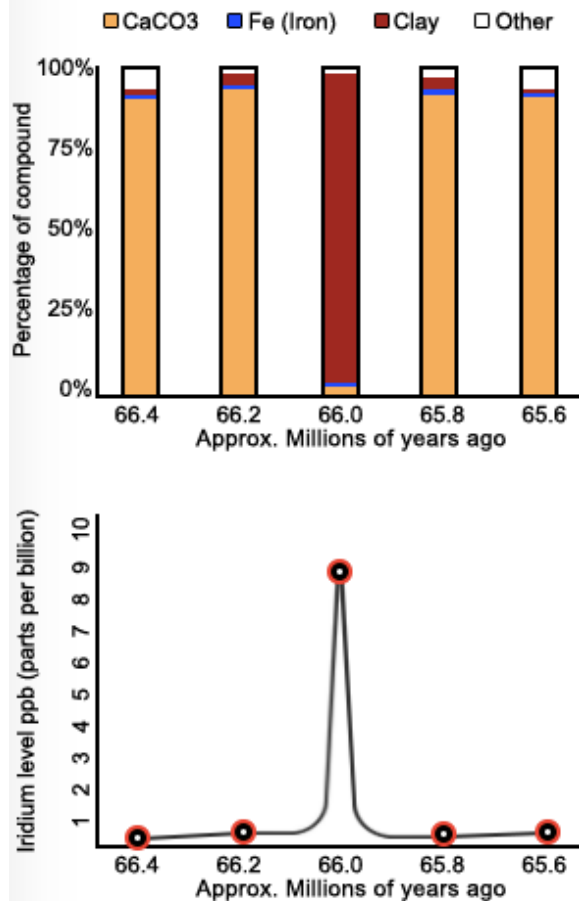 CaCO3 Fe (Iron) Clay Other
Percentage of compound
100%
75%
50%
25%
0%
66.4 66.2 66.0 65.8 65.6
Approx. Millions of years ago
Iridium level ppb (parts per billion)
10
9
8
7
6
5
4
3
2
1
66.4 66.2 66.0 65.8 65.6
Approx. Millions of years ago